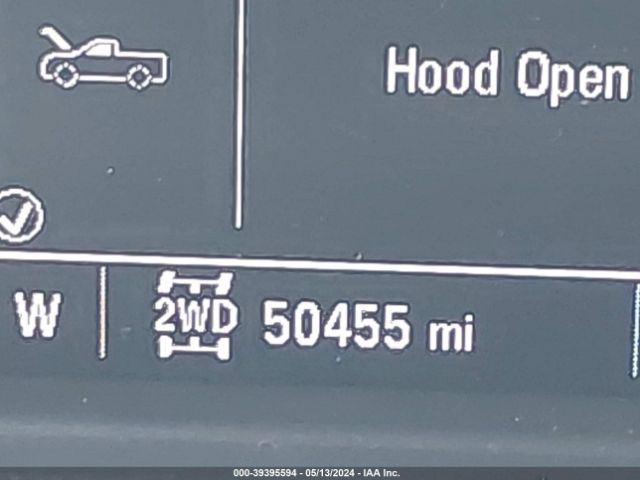 Hood Open
W 2WD 50455 mi
000-39395594 - 05/13/2024 - IAA Inc.